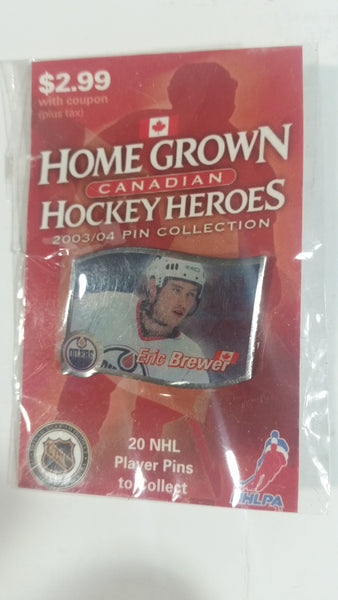 $2.99
with coupon
(plus tax)
HOME GROWN
CANADIAN
HOCKEY HEROES
2003/04 PIN COLLECTION
OILERS
Eric Brewer
20 NHL
Player Pins
to Collect
NHL
NHLPA